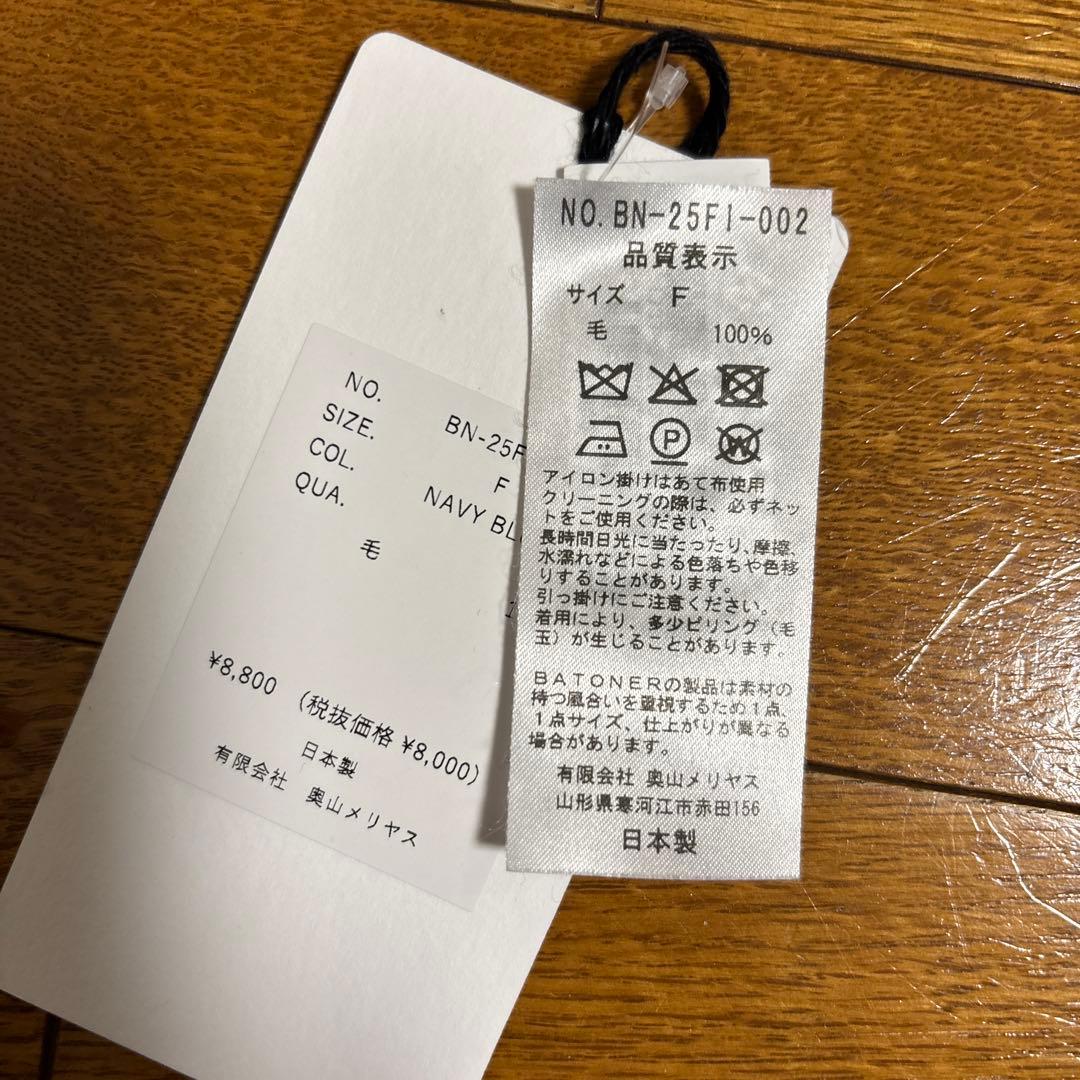 NO. BN-25F
SIZE. F
COL. NAVY BL
QUA.
毛
¥8,800 (税抜価格 ¥8,000)
日本製
有限会社 奥山メリヤス
NO. BN-25FI-002
品質表示
サイズ F
毛 100%
P
W
アイロン掛けはあて布使用
クリーニングの際は、必ずネッ
トをご使用ください。
長時間日光に当たったり、摩擦、
水濡れなどによる色落ちや色移
りすることがあります。
引っ掛けにご注意ください。
着用により、多少ピリング（毛
玉）が生じることがあります。
BATONERの製品は素材の
持つ風合いを重視するため1点、
1点サイズ、仕上がりが異なる
場合があります。
有限会社 奥山メリヤス
山形県寒河江市赤田156
日本製